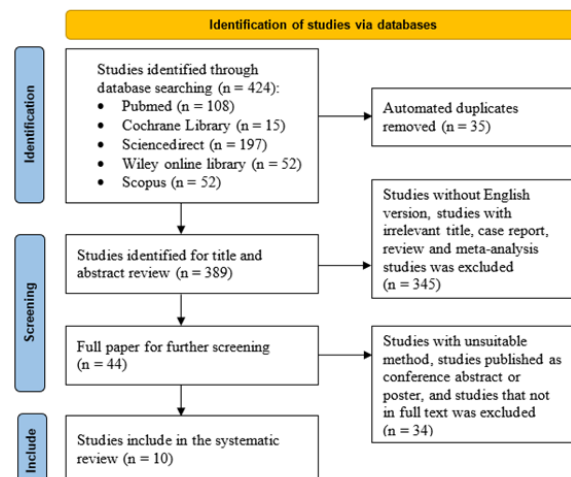 Identification of studies via databases
Identification
Studies identified through
database searching (n = 424):
• Pubmed (n = 108)
• Cochrane Library (n = 15)
• Sciencedirect (n = 197)
• Wiley online library (n = 52)
• Scopus (n = 52)
Automated duplicates
removed (n = 35)
Screening
Studies identified for title and
abstract review (n = 389)
Studies without English
version, studies with
irrelevant title, case report,
review and meta-analysis
studies was excluded
(n = 345)
Full paper for further screening
(n = 44)
Studies with unsuitable
method, studies published as
conference abstract or
poster, and studies that not
in full text was excluded
(n = 34)
Include
Studies include in the systematic
review (n = 10)